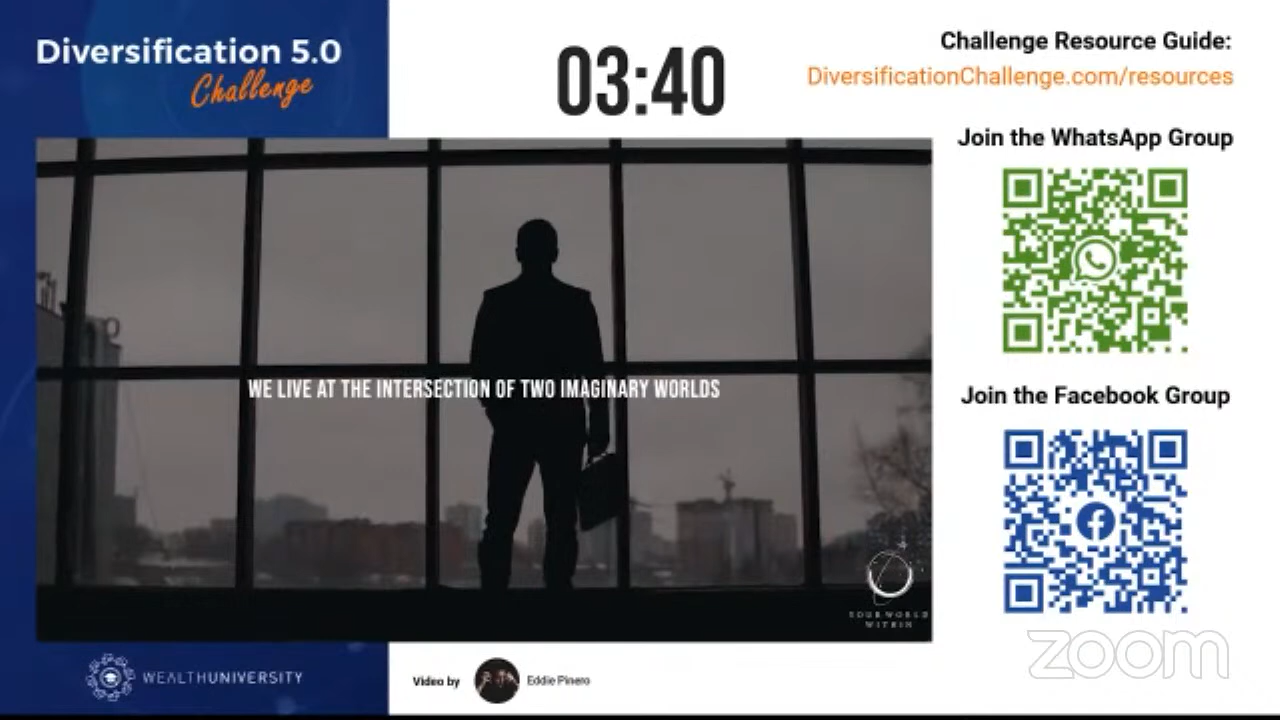 Diversification 5.0
Challenge
03:40
Challenge Resource Guide:
DiversificationChallenge.com/resources
Join the WhatsApp Group
WE LIVE AT THE INTERSECTION OF TWO IMAGINARY WORLDS
Join the Facebook Group
YOUR WORLD
WITHIN
WEALTHUNIVERSITY
Video by
Eddie Pinero
zoom